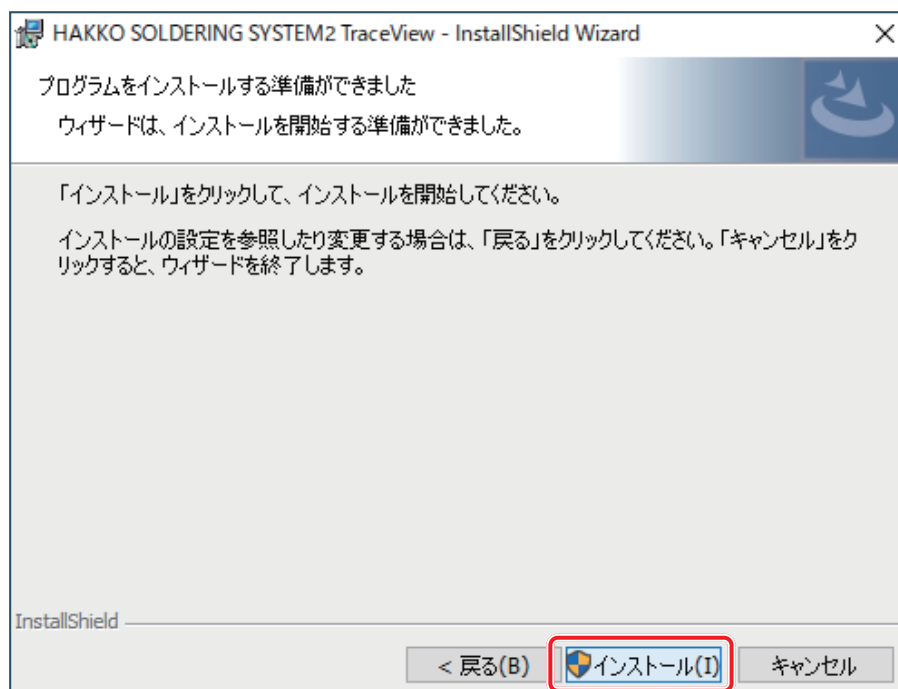 HAKKO SOLDERING SYSTEM2 TraceView - InstallShield Wizard
プログラムをインストールする準備ができました
ウィザードは、インストールを開始する準備ができました。
「インストール」をクリックして、インストールを開始してください。
インストールの設定を参照したり変更する場合は、「戻る」をクリックしてください。「キャンセル」をク
リックすると、ウィザードを終了します。
InstallShield
< 戻る(B)
インストール(I)
キャンセル